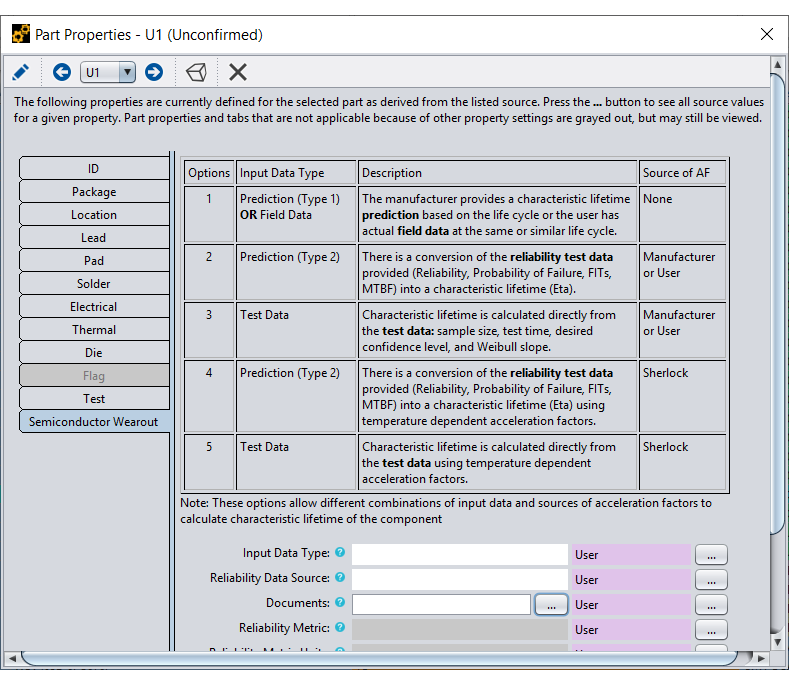 Part Properties - U1 (Unconfirmed)
U1
The following properties are currently defined for the selected part as derived from the listed source. Press the ... button to see all source values
for a given property. Part properties and tabs that are not applicable because of other property settings are grayed out, but may still be viewed.
ID
Package
Location
Lead
Pad
Solder
Electrical
Thermal
Die
Flag
Test
Semiconductor Wearout
Options Input Data Type Description Source of AF
1 Prediction (Type 1) The manufacturer provides a characteristic lifetime None
OR Field Data prediction based on the life cycle or the user has
actual field data at the same or similar life cycle.
2 Prediction (Type 2) There is a conversion of the reliability test data Manufacturer
provided (Reliability, Probability of Failure, FITs, or User
MTBF) into a characteristic lifetime (Eta).
3 Test Data Characteristic lifetime is calculated directly from Manufacturer
the test data: sample size, test time, desired or User
confidence level, and Weibull slope.
4 Prediction (Type 2) There is a conversion of the reliability test data Sherlock
provided (Reliability, Probability of Failure, FITs,
MTBF) into a characteristic lifetime (Eta) using
temperature dependent acceleration factors.
5 Test Data Characteristic lifetime is calculated directly from Sherlock
the test data using temperature dependent
acceleration factors.
Note: These options allow different combinations of input data and sources of acceleration factors to
calculate characteristic lifetime of the component
Input Data Type: ? User ...
Reliability Data Source: ? User ...
Documents: ? ... User ...
Reliability Metric: ? User ...